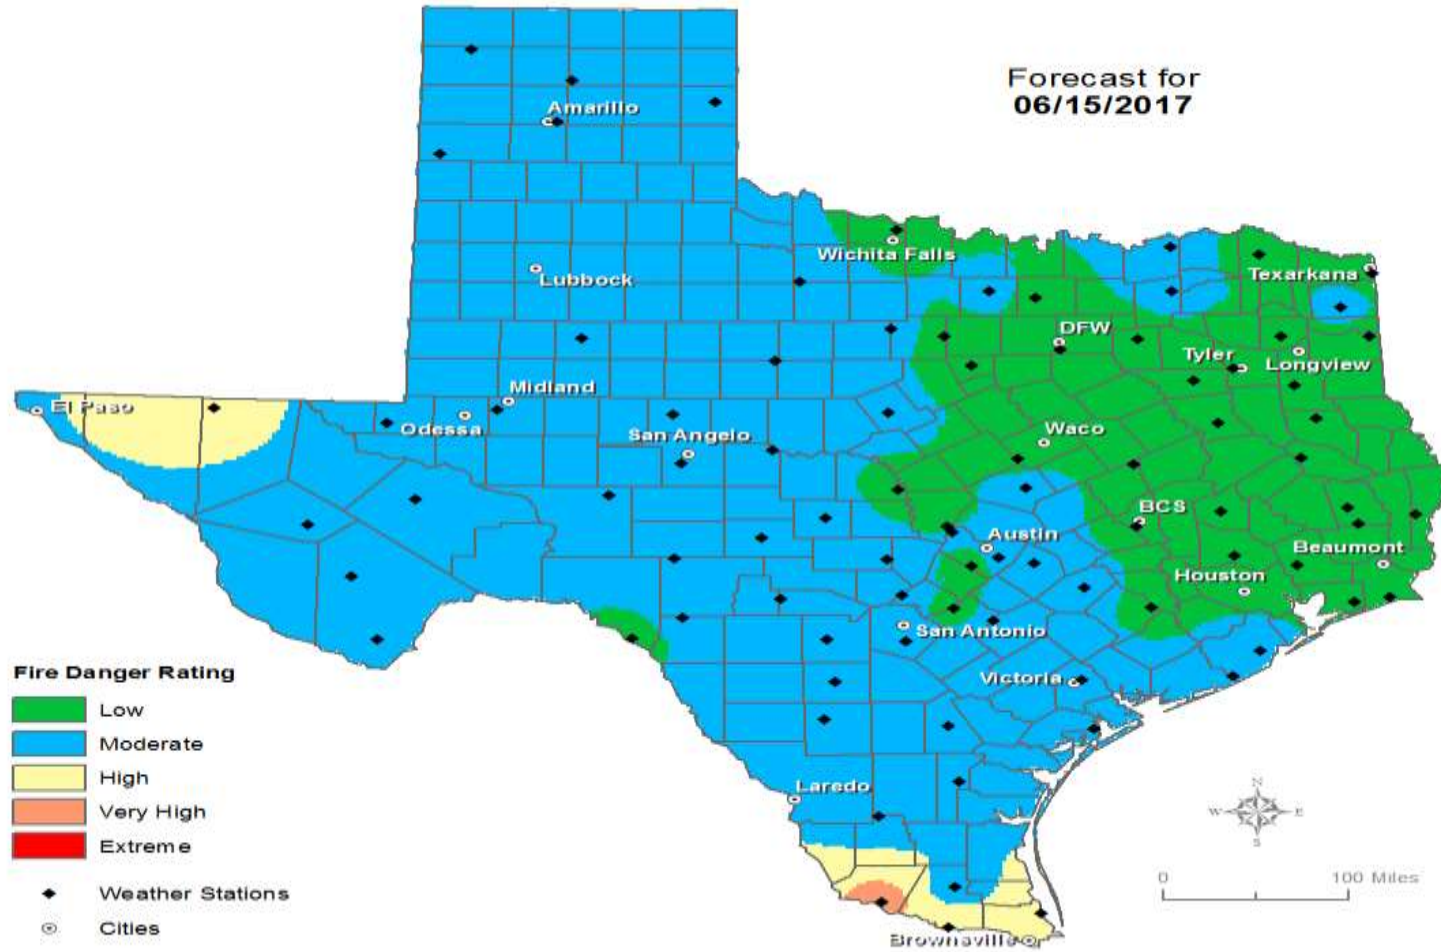 Forecast for
06/15/2017
Amarillo
Wichita Falls
Texarkana
Lubbock
DFW
Tyler
Longview
Midland
El Paso
Odessa
San Angelo
Waco
BCS
Austin
Beaumont
Houston
San Antonio
Victoria
Laredo
Brownsville
Fire Danger Rating
Low
Moderate
High
Very High
Extreme
Weather Stations
Cities
N
W E
S
0 100 Miles